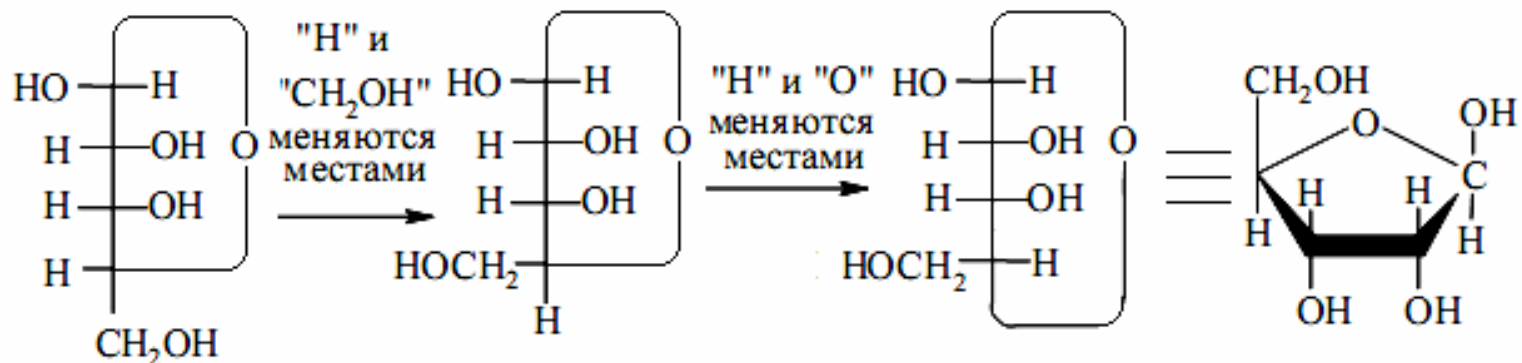 HO H
H OH O
H OH
H
CH₂OH
"H" и
"CH₂OH"
меняются
местами
HO H
H OH O
H OH
HOCH₂
H
"H" и "O"
меняются
местами
HO H
H OH O
H OH
HOCH₂ H
CH₂OH
O OH
C
H H H H
OH OH